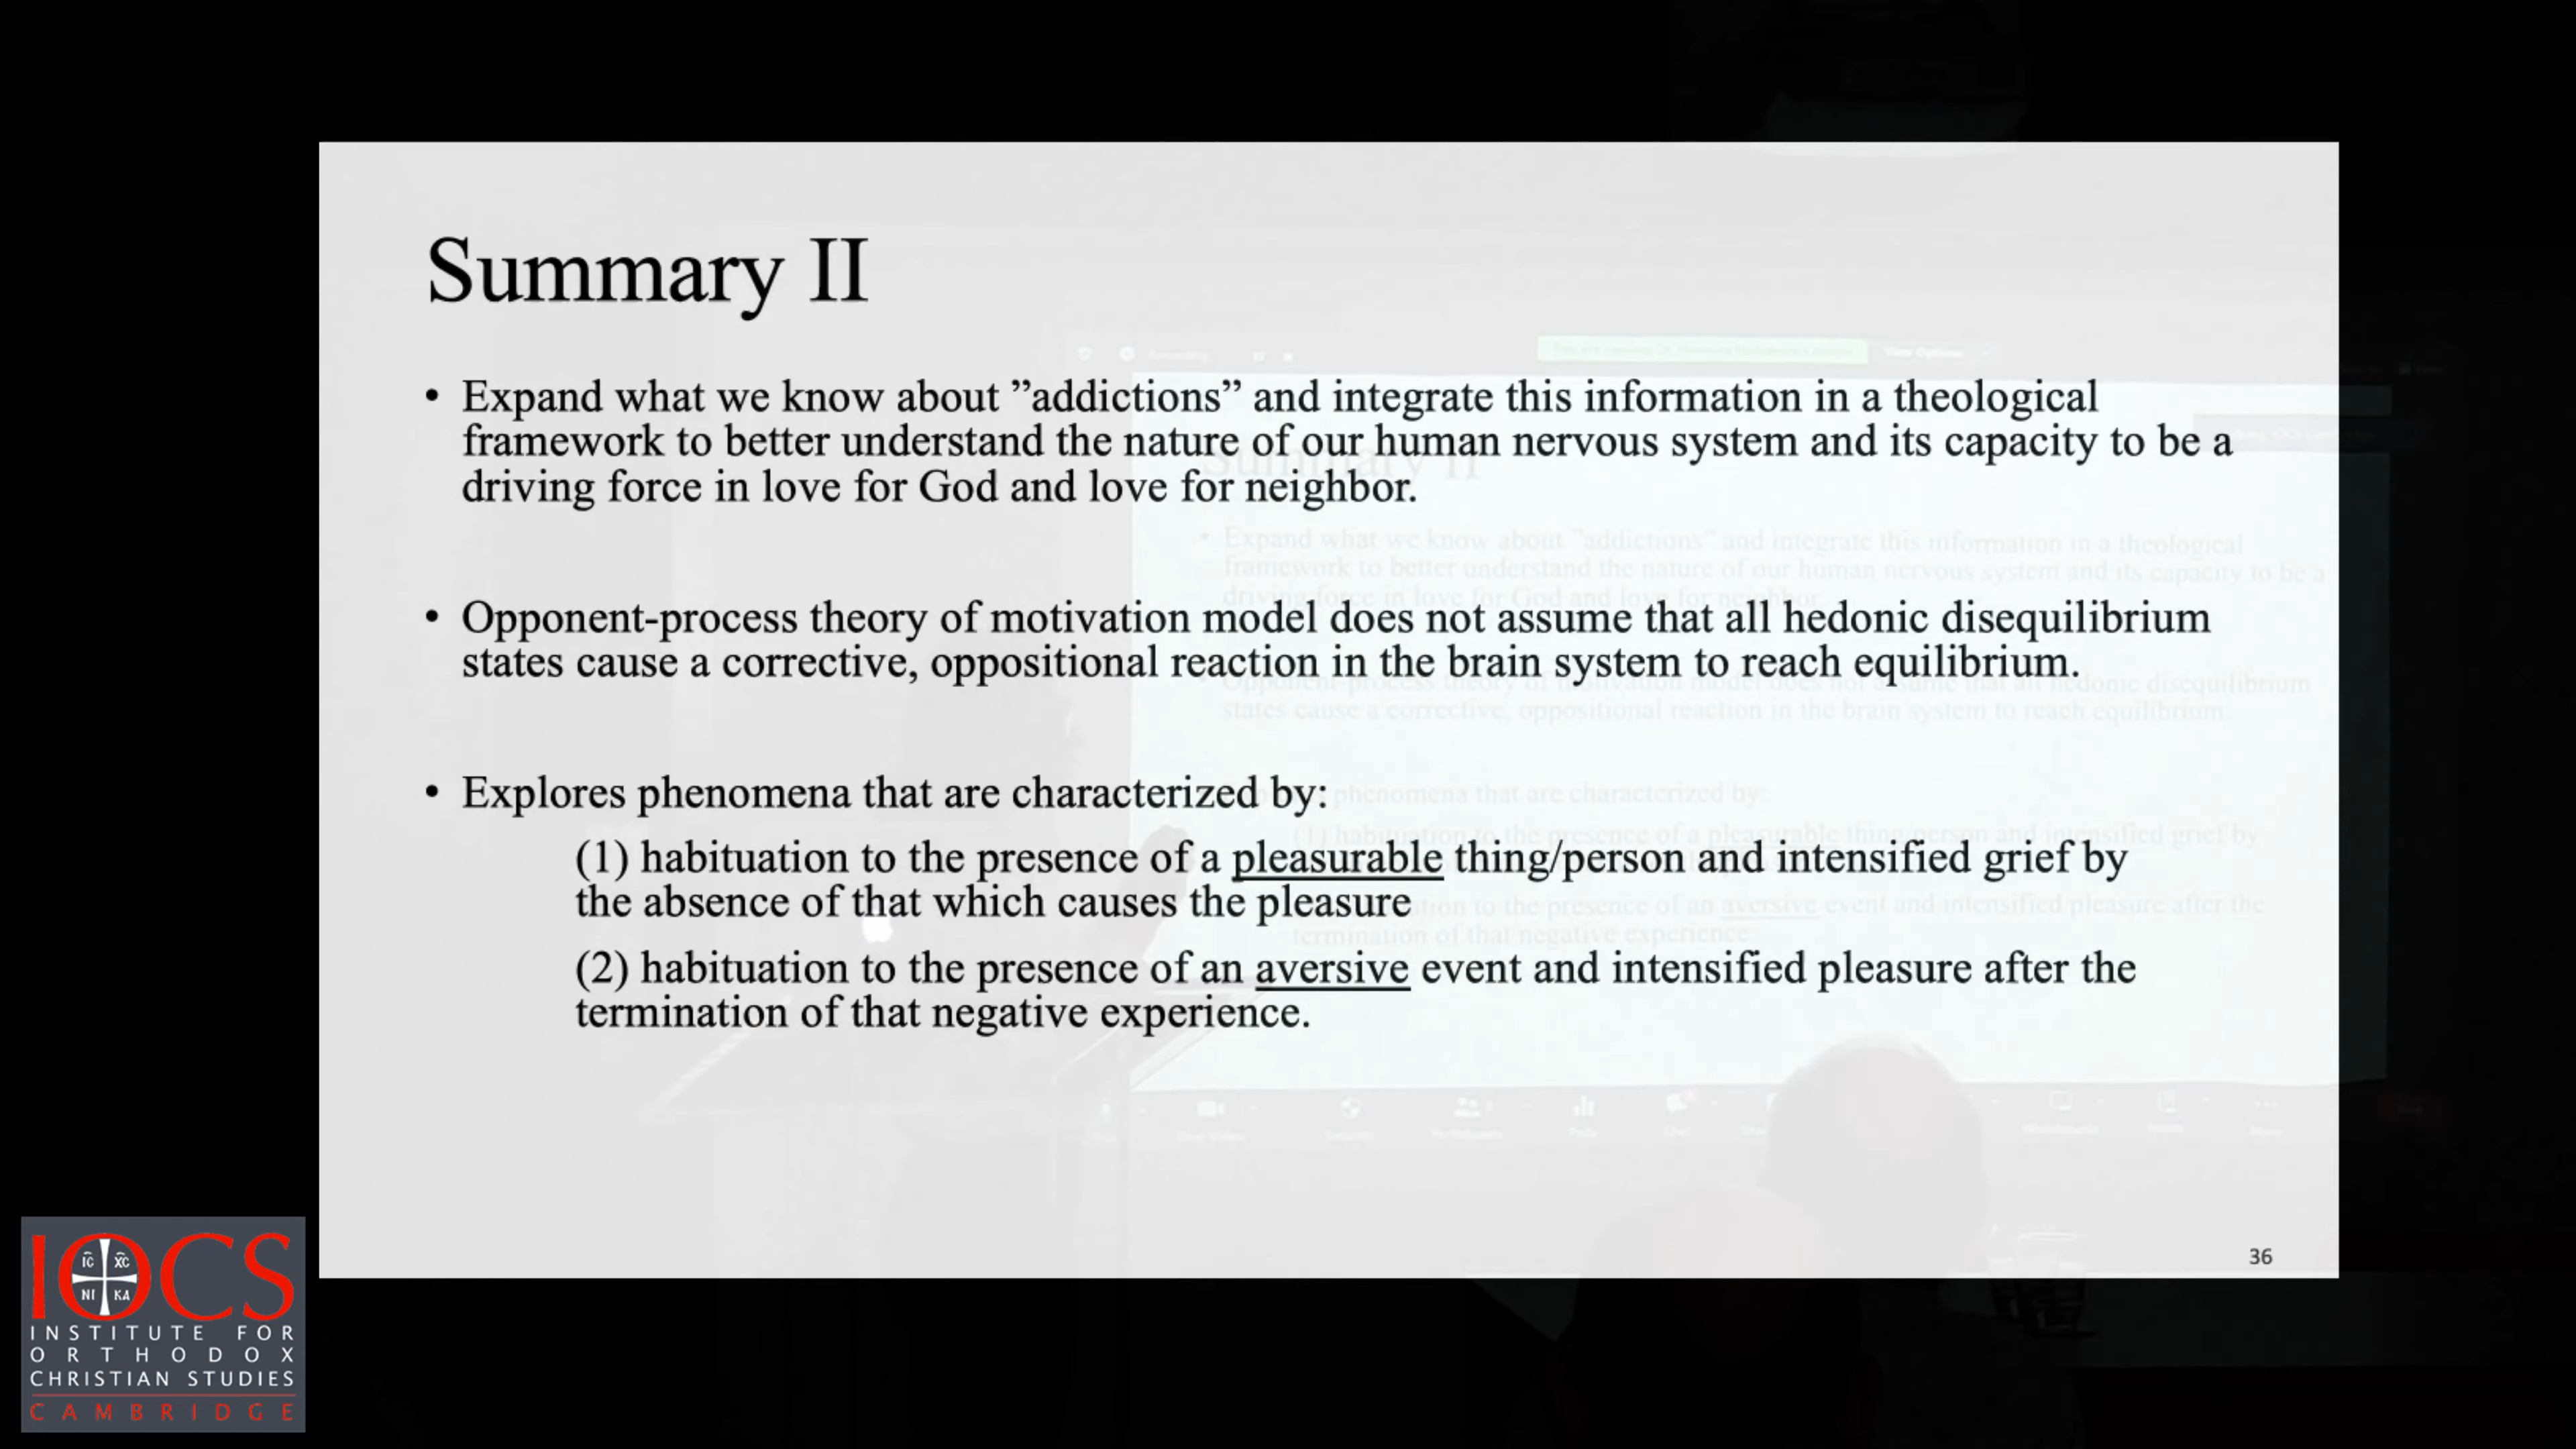 Summary II
• Expand what we know about ”addictions” and integrate this information in a theological
framework to better understand the nature of our human nervous system and its capacity to be a
driving force in love for God and love for neighbor.
• Opponent-process theory of motivation model does not assume that all hedonic disequilibrium
states cause a corrective, oppositional reaction in the brain system to reach equilibrium.
• Explores phenomena that are characterized by:
(1) habituation to the presence of a pleasurable thing/person and intensified grief by
the absence of that which causes the pleasure
(2) habituation to the presence of an aversive event and intensified pleasure after the
termination of that negative experience.
36
IOCS
IC XC
NI KA
INSTITUTE FOR
ORTHODOX
CHRISTIAN STUDIES
CAMBRIDGE